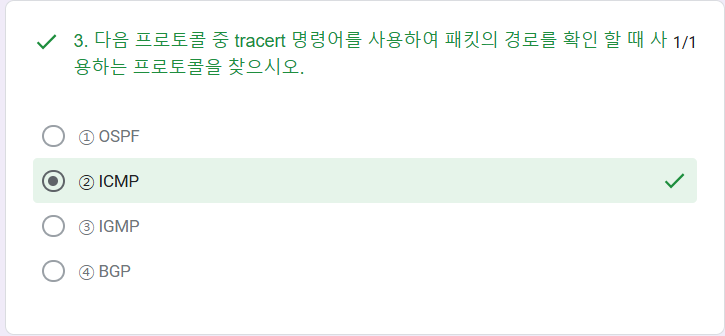 3. 다음 프로토콜 중 tracert 명령어를 사용하여 패킷의 경로를 확인 할 때 사 1/1
용하는 프로토콜을 찾으시오.
① OSPF
② ICMP
③ IGMP
④ BGP